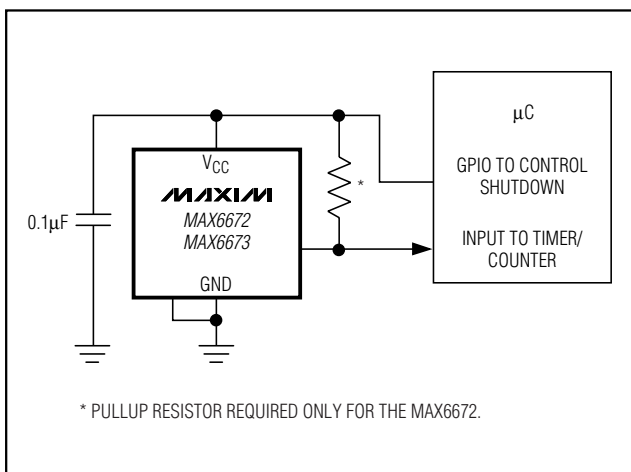 μC
VCC
GPIO TO CONTROL
SHUTDOWN
MAXIM
*
0.1μF
MAX6672
MAX6673
INPUT TO TIMER/
COUNTER
GND
* PULLUP RESISTOR REQUIRED ONLY FOR THE MAX6672.